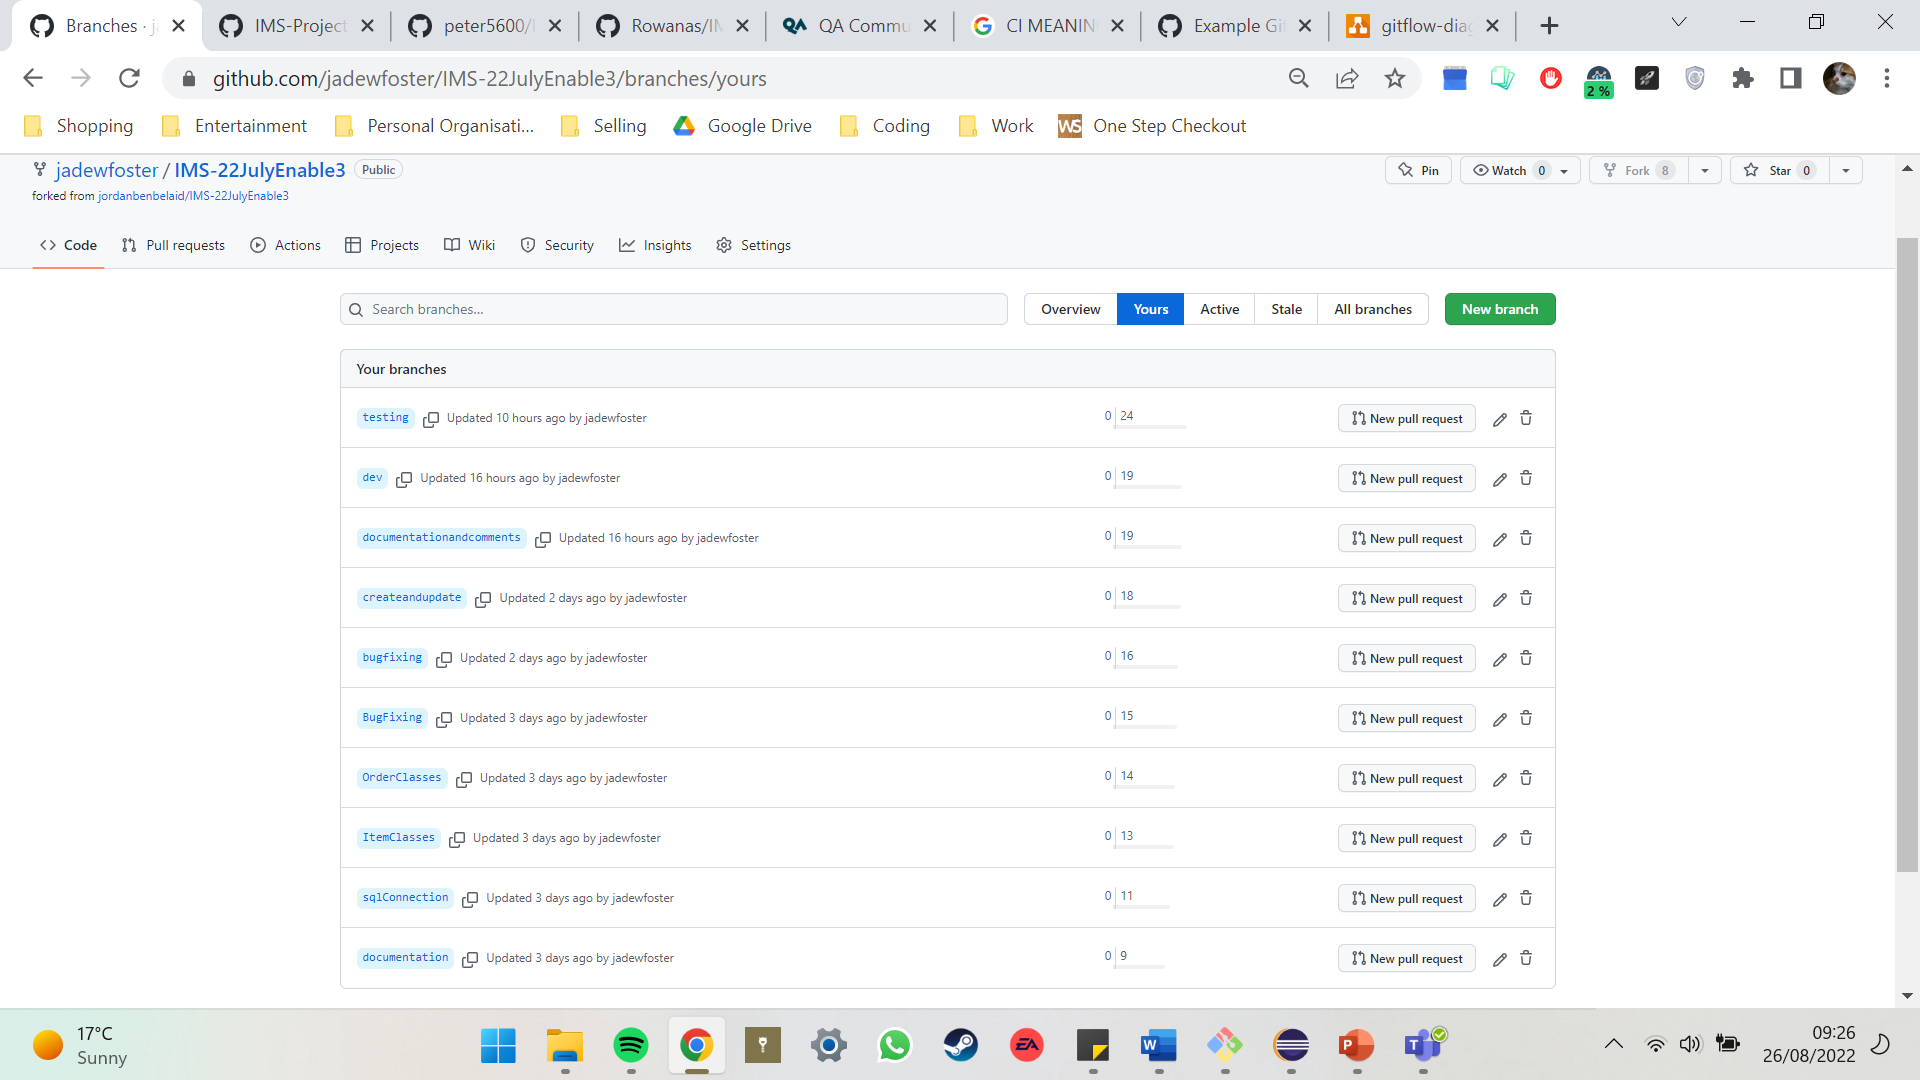 Branches · ja
IMS-Project
peter5600/I
Rowanas/IM
QA Commu
CI MEANIN
Example Git
gitflow-diag
github.com/jadewfoster/IMS-22JulyEnable3/branches/yours
2 %
Shopping
Entertainment
Personal Organisati...
Selling
Google Drive
Coding
Work
WS One Step Checkout
jadewfoster / IMS-22JulyEnable3 Public
Pin
Watch 0
Fork 8
Star 0
forked from jordanbenbelaid/IMS-22JulyEnable3
Code
Pull requests
Actions
Projects
Wiki
Security
Insights
Settings
Search branches...
Overview
Yours
Active
Stale
All branches
New branch
Your branches
testing Updated 10 hours ago by jadewfoster 0 24 New pull request
dev Updated 16 hours ago by jadewfoster 0 19 New pull request
documentationandcomments Updated 16 hours ago by jadewfoster 0 19 New pull request
createandupdate Updated 2 days ago by jadewfoster 0 18 New pull request
bugfixing Updated 2 days ago by jadewfoster 0 16 New pull request
BugFixing Updated 3 days ago by jadewfoster 0 15 New pull request
OrderClasses Updated 3 days ago by jadewfoster 0 14 New pull request
ItemClasses Updated 3 days ago by jadewfoster 0 13 New pull request
sqlConnection Updated 3 days ago by jadewfoster 0 11 New pull request
documentation Updated 3 days ago by jadewfoster 0 9 New pull request
17°C
Sunny
EA
W
P
T
09:26
26/08/2022